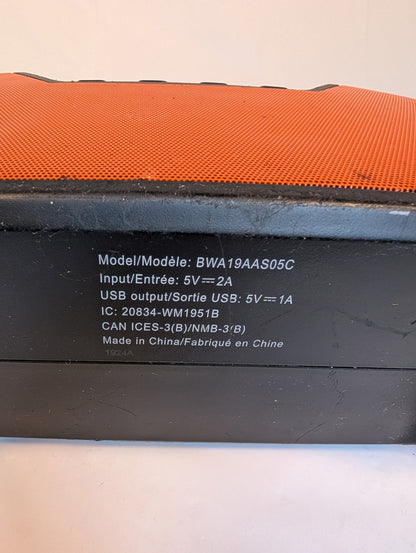 Model/Modèle: BWA19AAS05C
Input/Entrée: 5V⎓2A
USB output/Sortie USB: 5V⎓1A
IC: 20834-WM1951B
CAN ICES-3(B)/NMB-3(B)
Made in China/Fabriqué en Chine
1924A